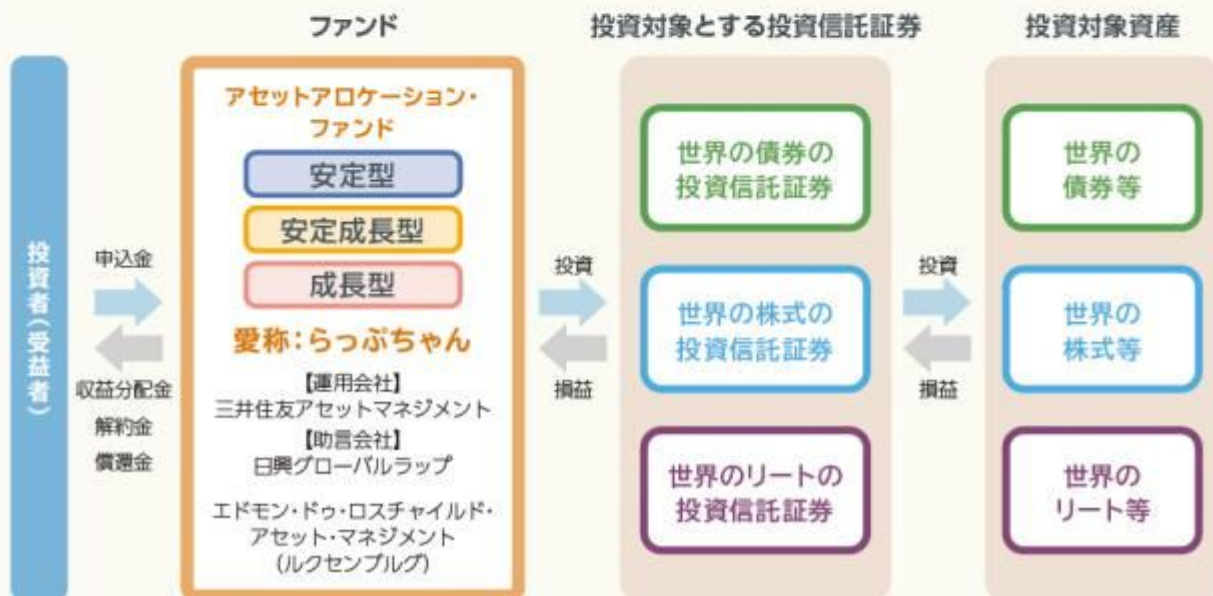 ファンド
投資対象とする投資信託証券
投資対象資産
投資者(受益者)
申込金
収益分配金
解約金
償還金
アセットアロケーション・
ファンド
安定型
安定成長型
成長型
愛称:らっぷちゃん
【運用会社】
三井住友アセットマネジメント
【助言会社】
日興グローバルラップ
エドモン・ドゥ・ロスチャイルド・
アセット・マネジメント
(ルクセンブルグ)
投資
損益
世界の債券の
投資信託証券
世界の株式の
投資信託証券
世界のリートの
投資信託証券
投資
損益
世界の
債券等
世界の
株式等
世界の
リート等